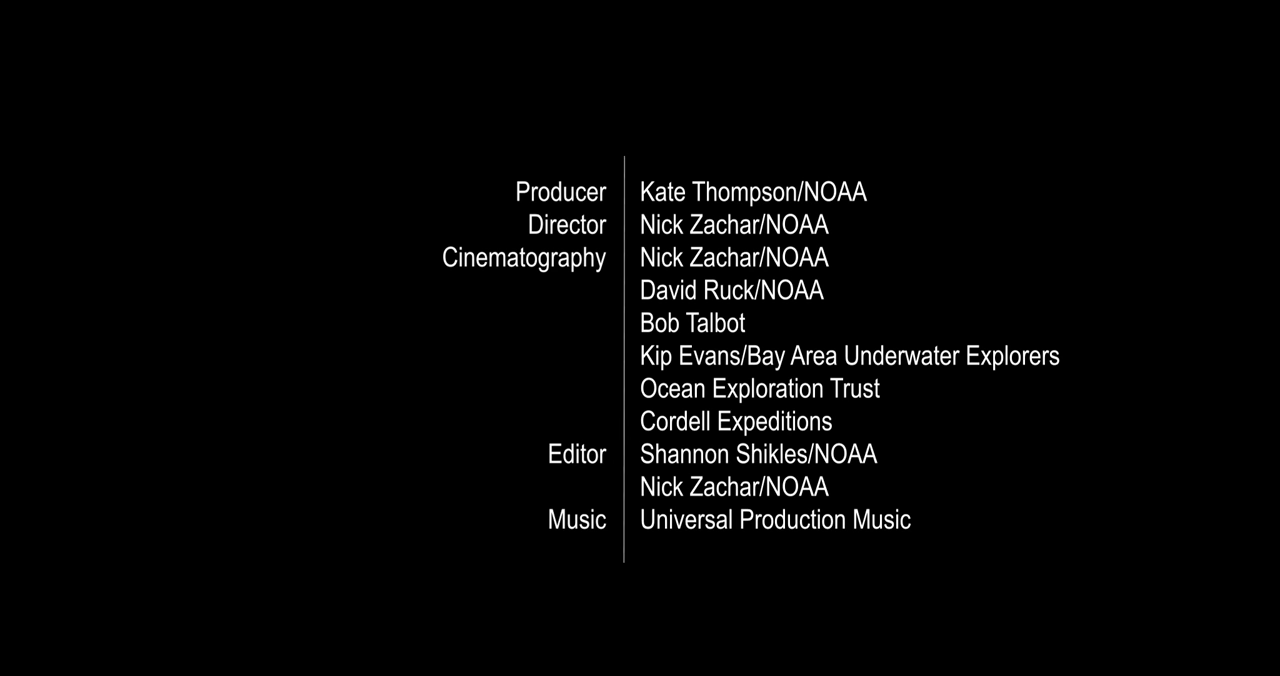 Producer Kate Thompson/NOAA
Director Nick Zachar/NOAA
Cinematography Nick Zachar/NOAA
David Ruck/NOAA
Bob Talbot
Kip Evans/Bay Area Underwater Explorers
Ocean Exploration Trust
Cordell Expeditions
Editor Shannon Shikles/NOAA
Nick Zachar/NOAA
Music Universal Production Music